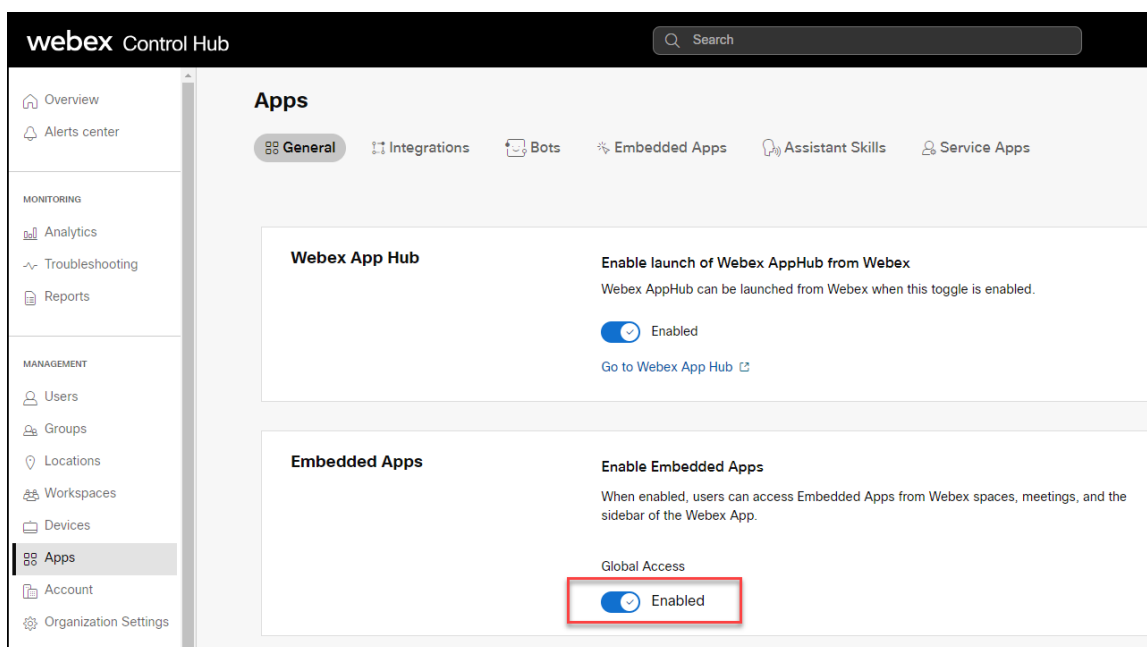 webex Control Hub
Search
Overview
Alerts center
MONITORING
Analytics
Troubleshooting
Reports
MANAGEMENT
Users
Groups
Locations
Workspaces
Devices
Apps
Account
Organization Settings
Apps
General
Integrations
Bots
Embedded Apps
Assistant Skills
Service Apps
Webex App Hub
Enable launch of Webex AppHub from Webex
Webex AppHub can be launched from Webex when this toggle is enabled.
Enabled
Go to Webex App Hub
Embedded Apps
Enable Embedded Apps
When enabled, users can access Embedded Apps from Webex spaces, meetings, and the
sidebar of the Webex App.
Global Access
Enabled